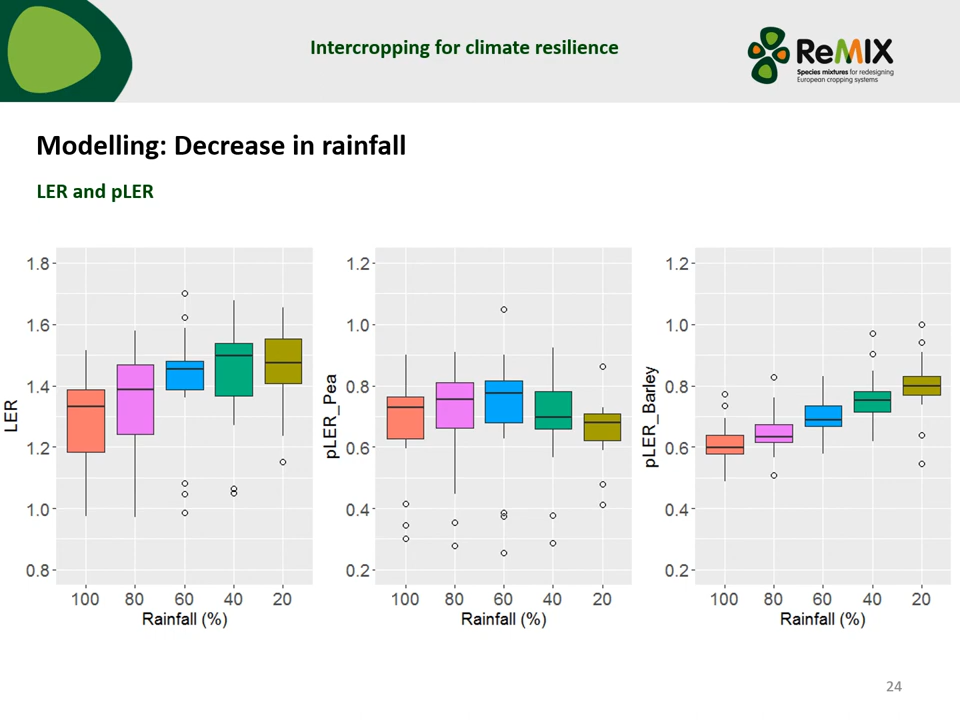 Intercropping for climate resilience
ReMIX
Species mixtures for redesigning
European cropping systems
Modelling: Decrease in rainfall
LER and pLER
LER
1.8
1.6
1.4
1.2
1.0
0.8
100 80 60 40 20
Rainfall (%)
pLER_Pea
1.2
1.0
0.8
0.6
0.4
0.2
100 80 60 40 20
Rainfall (%)
pLER_Barley
1.2
1.0
0.8
0.6
0.4
0.2
100 80 60 40 20
Rainfall (%)
24